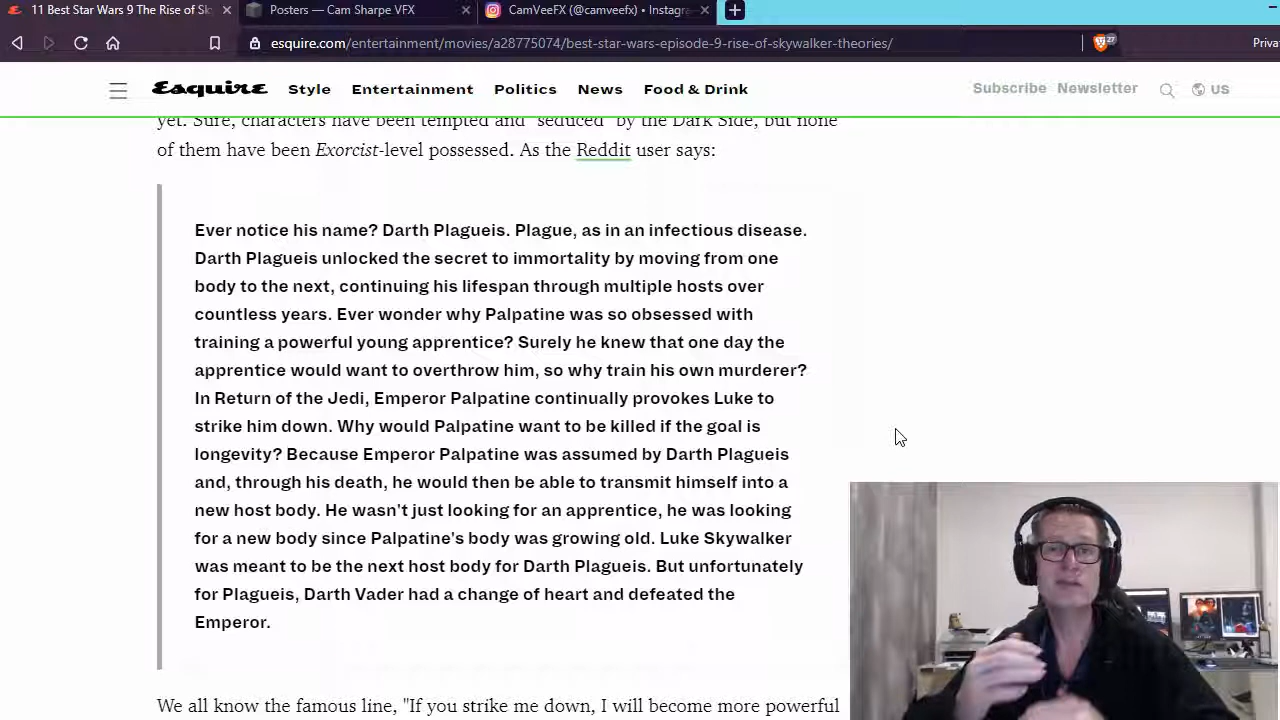 11 Best Star Wars 9 The Rise of Sk
Posters — Cam Sharpe VFX
CamVeeFX (@camveefx) • Instagra
esquire.com/entertainment/movies/a28775074/best-star-wars-episode-9-rise-of-skywalker-theories/
27
Priva
Esquire
Style
Entertainment
Politics
News
Food & Drink
Subscribe
Newsletter
US
yet. Sure, characters have been tempted and "seduced" by the Dark Side, but none
of them have been Exorcist-level possessed. As the Reddit user says:
Ever notice his name? Darth Plagueis. Plague, as in an infectious disease.
Darth Plagueis unlocked the secret to immortality by moving from one
body to the next, continuing his lifespan through multiple hosts over
countless years. Ever wonder why Palpatine was so obsessed with
training a powerful young apprentice? Surely he knew that one day the
apprentice would want to overthrow him, so why train his own murderer?
In Return of the Jedi, Emperor Palpatine continually provokes Luke to
strike him down. Why would Palpatine want to be killed if the goal is
longevity? Because Emperor Palpatine was assumed by Darth Plagueis
and, through his death, he would then be able to transmit himself into a
new host body. He wasn't just looking for an apprentice, he was looking
for a new body since Palpatine's body was growing old. Luke Skywalker
was meant to be the next host body for Darth Plagueis. But unfortunately
for Plagueis, Darth Vader had a change of heart and defeated the
Emperor.
We all know the famous line, "If you strike me down, I will become more powerful